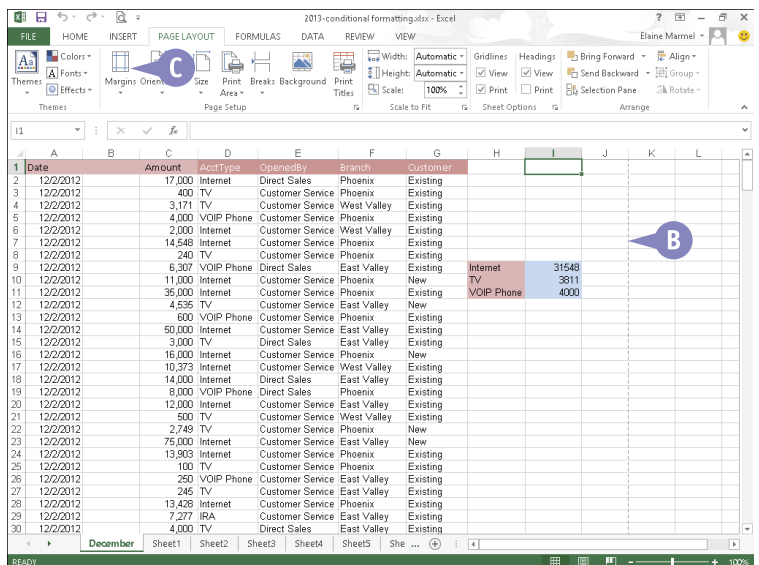 2013-conditional formatting.xlsx - Excel
FILE HOME INSERT PAGE LAYOUT FORMULAS DATA REVIEW VIEW Elaine Marmel
Aa Colors Width: Automatic Gridlines Headings Bring Forward Align
A Fonts Height: Automatic View View Send Backward Group
Themes Effects Margins Size Print Area Breaks Background Print Titles Scale: 100% Print Print Selection Pane Rotate
Themes Page Setup Scale to Fit Sheet Options Arrange
C
I1 fx
A B C D E F G H I J K L
1 Date Amount AcctType OpenedBy Branch Customer
2 12/2/2012 17,000 Internet Direct Sales Phoenix Existing
3 12/2/2012 400 TV Customer Service Phoenix Existing
4 12/2/2012 3,171 TV Customer Service West Valley Existing
5 12/2/2012 4,000 VOIP Phone Customer Service Phoenix Existing
6 12/2/2012 2,000 Internet Customer Service West Valley Existing
7 12/2/2012 14,548 Internet Customer Service Phoenix Existing
B
8 12/2/2012 240 TV Customer Service Phoenix Existing
9 12/2/2012 6,307 VOIP Phone Direct Sales East Valley Existing Internet 31548
10 12/2/2012 11,000 Internet Customer Service Phoenix New TV 3811
11 12/2/2012 35,000 Internet Customer Service Phoenix Existing VOIP Phone 4000
12 12/2/2012 4,535 TV Customer Service East Valley New
13 12/2/2012 600 VOIP Phone Customer Service Phoenix Existing
14 12/2/2012 50,000 Internet Customer Service East Valley Existing
15 12/2/2012 3,000 TV Direct Sales East Valley Existing
16 12/2/2012 16,000 Internet Customer Service Phoenix New
17 12/2/2012 10,373 Internet Customer Service West Valley Existing
18 12/2/2012 14,000 Internet Direct Sales East Valley Existing
19 12/2/2012 8,000 VOIP Phone Direct Sales Phoenix Existing
20 12/2/2012 12,000 Internet Customer Service East Valley Existing
21 12/2/2012 500 TV Customer Service West Valley Existing
22 12/2/2012 2,749 TV Customer Service Phoenix New
23 12/2/2012 75,000 Internet Customer Service East Valley New
24 12/2/2012 13,903 Internet Customer Service Phoenix Existing
25 12/2/2012 100 TV Customer Service Phoenix Existing
26 12/2/2012 250 VOIP Phone Customer Service East Valley Existing
27 12/2/2012 245 TV Customer Service East Valley Existing
28 12/2/2012 13,428 Internet Customer Service Phoenix Existing
29 12/2/2012 7,277 IRA Customer Service East Valley Existing
30 12/2/2012 4,000 TV Direct Sales East Valley Existing
December Sheet1 Sheet2 Sheet3 Sheet4 Sheet5 She ...
READY 100%